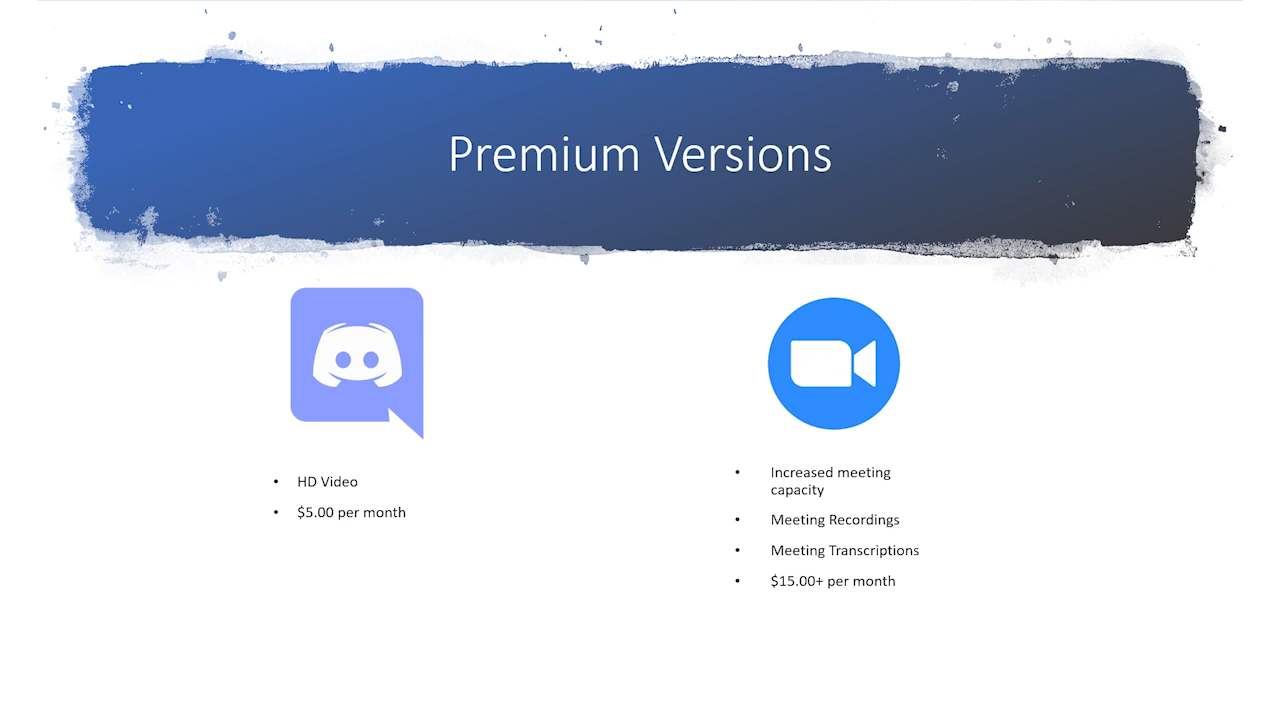 Premium Versions
• HD Video
• $5.00 per month
• Increased meeting
capacity
• Meeting Recordings
• Meeting Transcriptions
• $15.00+ per month